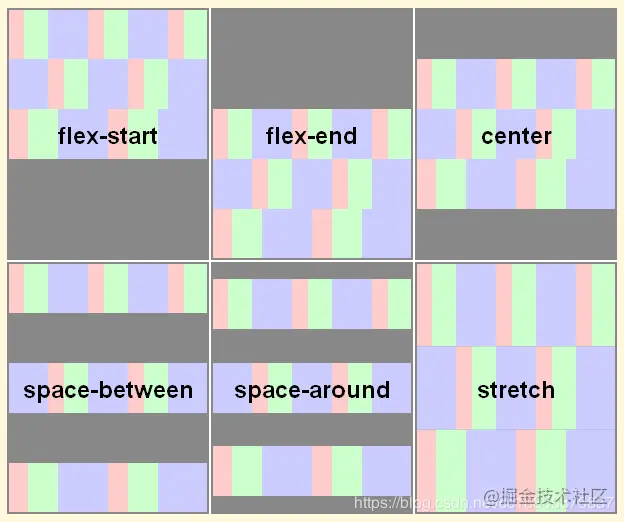 flex-start
flex-end
center
space-between
space-around
stretch
@掘金技术社区